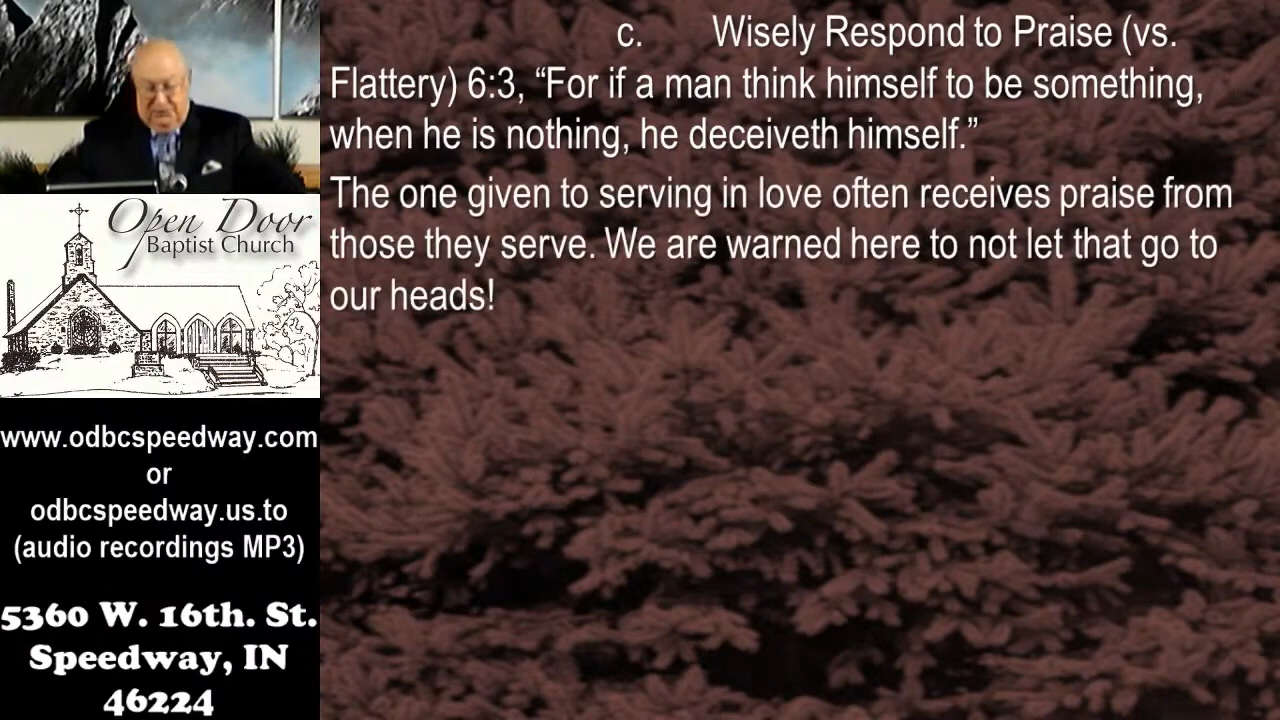 c. Wisely Respond to Praise (vs.
Flattery) 6:3, “For if a man think himself to be something,
when he is nothing, he deceiveth himself.”
The one given to serving in love often receives praise from
those they serve. We are warned here to not let that go to
our heads!
Open Door
Baptist Church
www.odbcspeedway.com
or
odbcspeedway.us.to
(audio recordings MP3)
5360 W. 16th. St.
Speedway, IN
46224